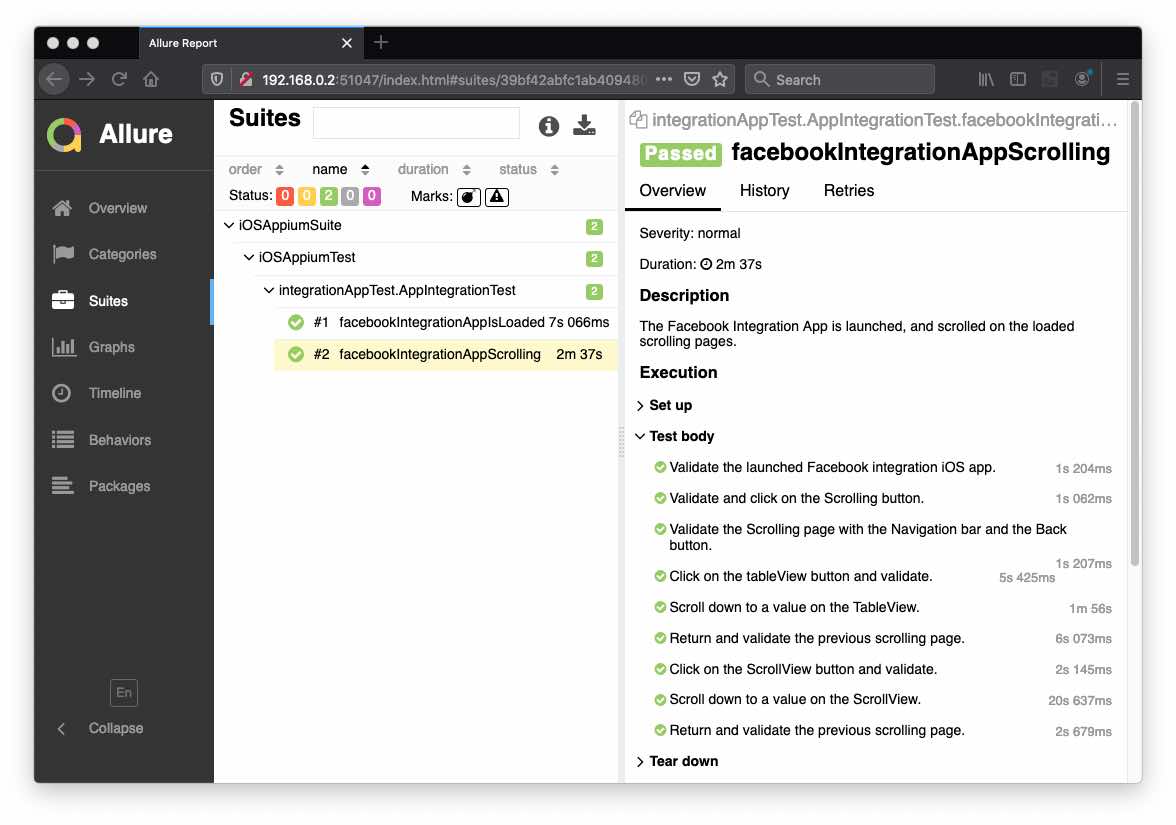 Allure Report
192.168.0.2:51047/index.html#suites/39bf42abfc1ab409480
Search
Allure
Overview
Categories
Suites
Graphs
Timeline
Behaviors
Packages
En
Collapse
Suites
order name duration status
Status: 0 0 2 0 0 Marks:
iOSAppiumSuite 2
iOSAppiumTest 2
integrationAppTest.AppIntegrationTest 2
#1 facebookIntegrationAppIsLoaded 7s 066ms
#2 facebookIntegrationAppScrolling 2m 37s
integrationAppTest.AppIntegrationTest.facebookIntegrati...
Passed facebookIntegrationAppScrolling
Overview History Retries
Severity: normal
Duration: 2m 37s
Description
The Facebook Integration App is launched, and scrolled on the loaded
scrolling pages.
Execution
Set up
Test body
Validate the launched Facebook integration iOS app. 1s 204ms
Validate and click on the Scrolling button. 1s 062ms
Validate the Scrolling page with the Navigation bar and the Back
button.
1s 207ms
Click on the tableView button and validate. 5s 425ms
Scroll down to a value on the TableView. 1m 56s
Return and validate the previous scrolling page. 6s 073ms
Click on the ScrollView button and validate. 2s 145ms
Scroll down to a value on the ScrollView. 20s 637ms
Return and validate the previous scrolling page. 2s 679ms
Tear down